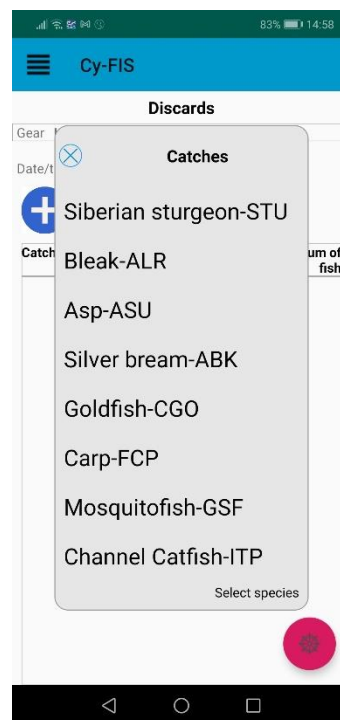 83% 14:58
Cy-FIS
Discards
Gear
Catches
Date/t
Siberian sturgeon-STU
Catch
um of
fish
Bleak-ALR
Asp-ASU
Silver bream-ABK
Goldfish-CGO
Carp-FCP
Mosquitofish-GSF
Channel Catfish-ITP
Select species